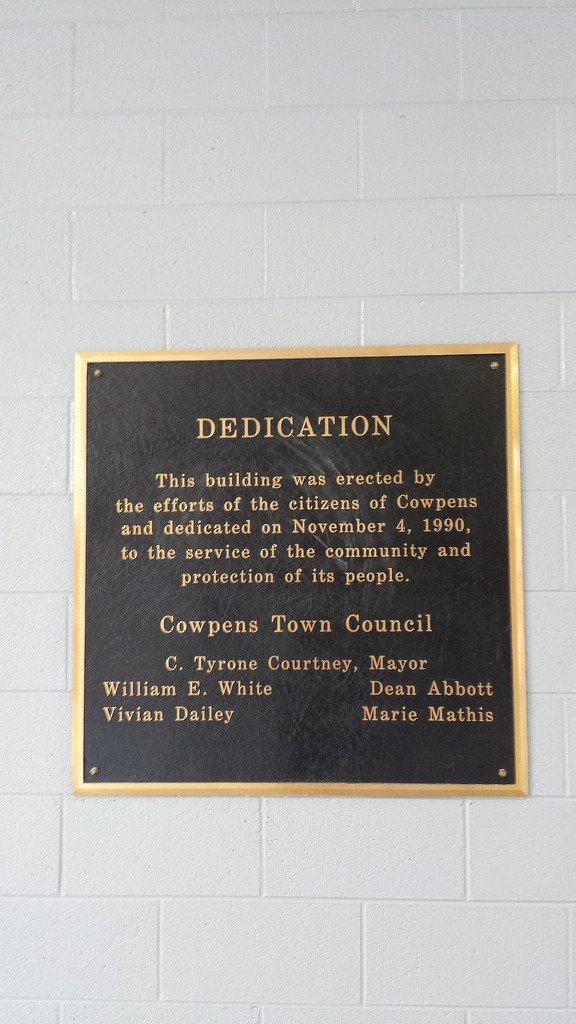 DEDICATION
This building was erected by
the efforts of the citizens of Cowpens
and dedicated on November 4, 1990,
to the service of the community and
protection of its people.
Cowpens Town Council
C. Tyrone Courtney, Mayor
William E. White Dean Abbott
Vivian Dailey Marie Mathis